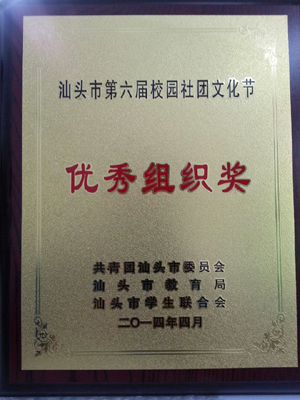 汕头市第六届校园社团文化节
优秀组织奖
共青团汕头市委员会
汕头市教育局
汕头市学生联合会
二〇一四年四月